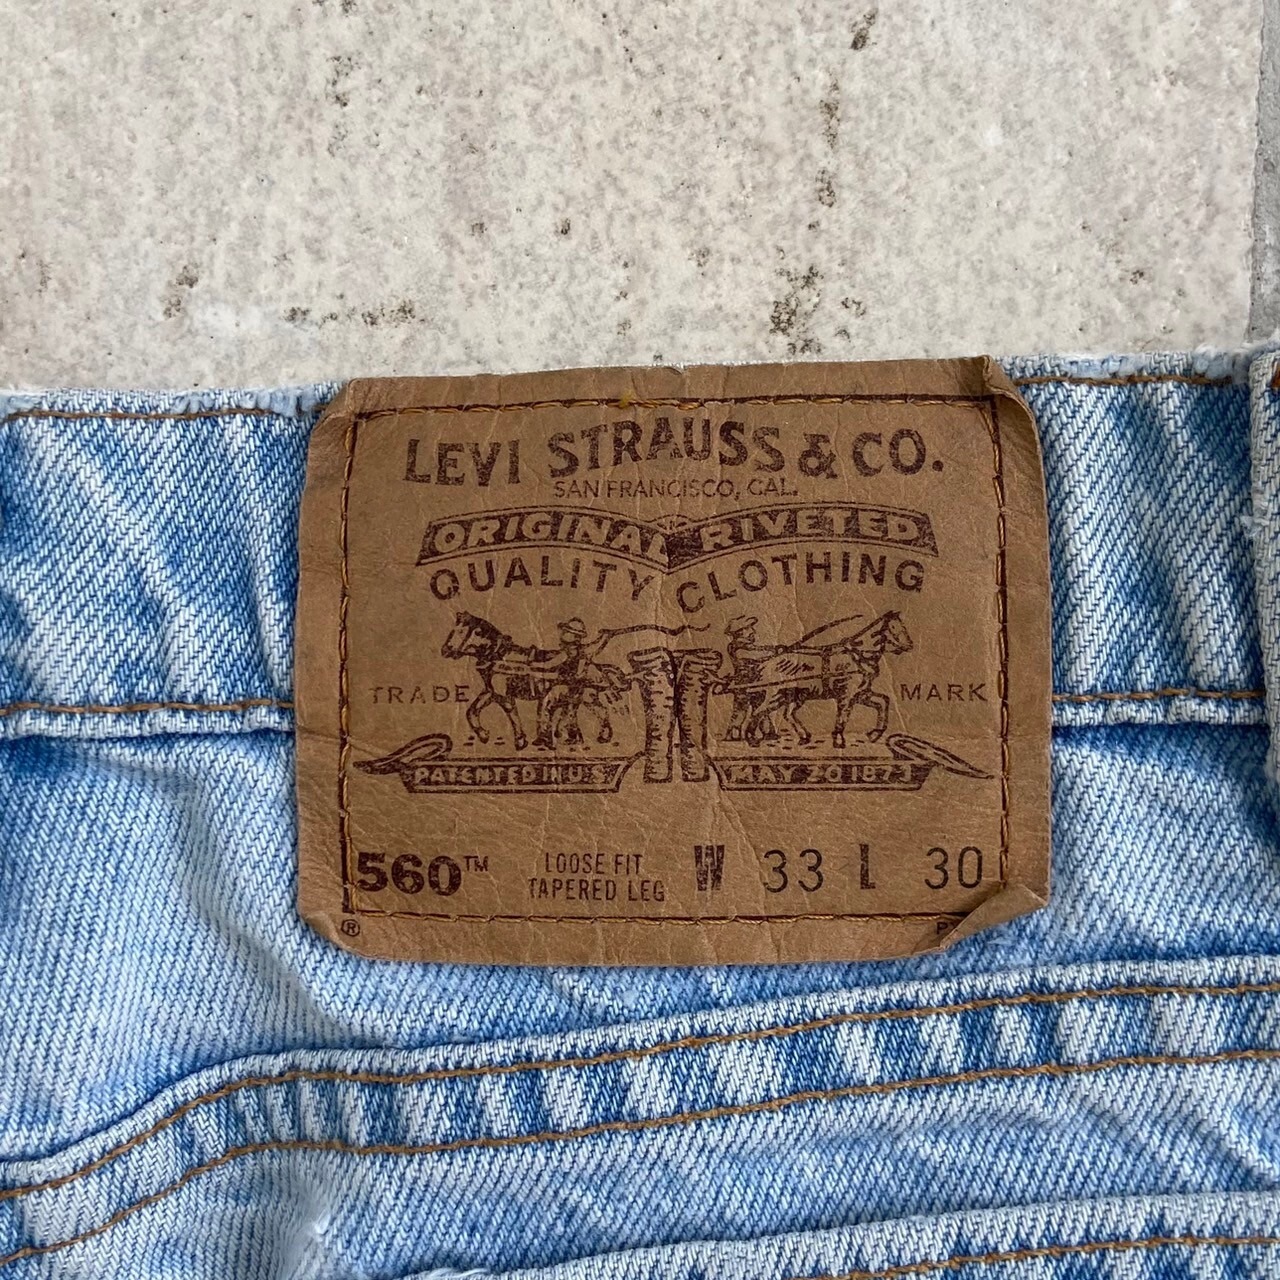 LEVI STRAUSS & CO.
SAN FRANCISCO, CAL.
ORIGINAL RIVETED
QUALITY CLOTHING
TRADE MARK
PATENTED IN U.S. MAY 20 1873
560™ LOOSE FIT
TAPERED LEG W 33 L 30
®